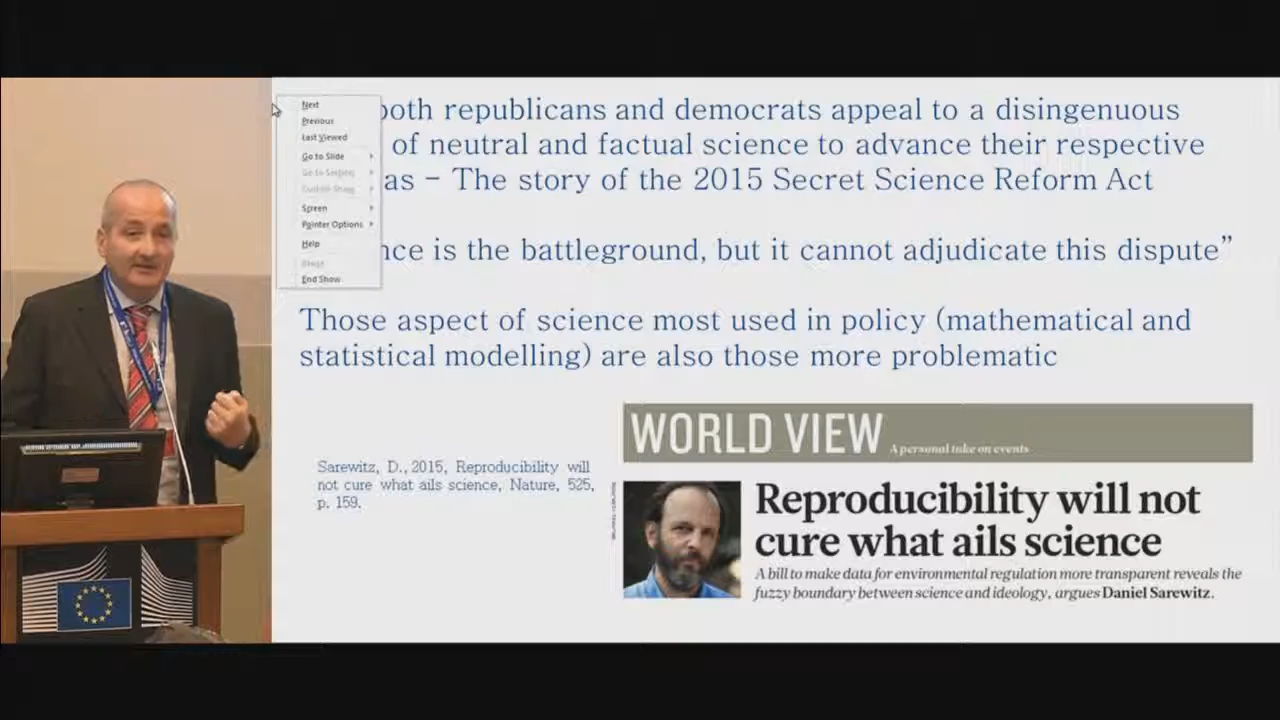 Next
Previous
Last Viewed
Go to Slide
Screen
Pointer Options
Help
End Show
both republicans and democrats appeal to a disingenuous
of neutral and factual science to advance their respective
as – The story of the 2015 Secret Science Reform Act
nce is the battleground, but it cannot adjudicate this dispute”
Those aspect of science most used in policy (mathematical and
statistical modelling) are also those more problematic
Sarewitz, D., 2015, Reproducibility will
not cure what ails science, Nature, 525,
p. 159.
WORLD VIEW A personal take on events
Reproducibility will not
cure what ails science
A bill to make data for environmental regulation more transparent reveals the
fuzzy boundary between science and ideology, argues Daniel Sarewitz.